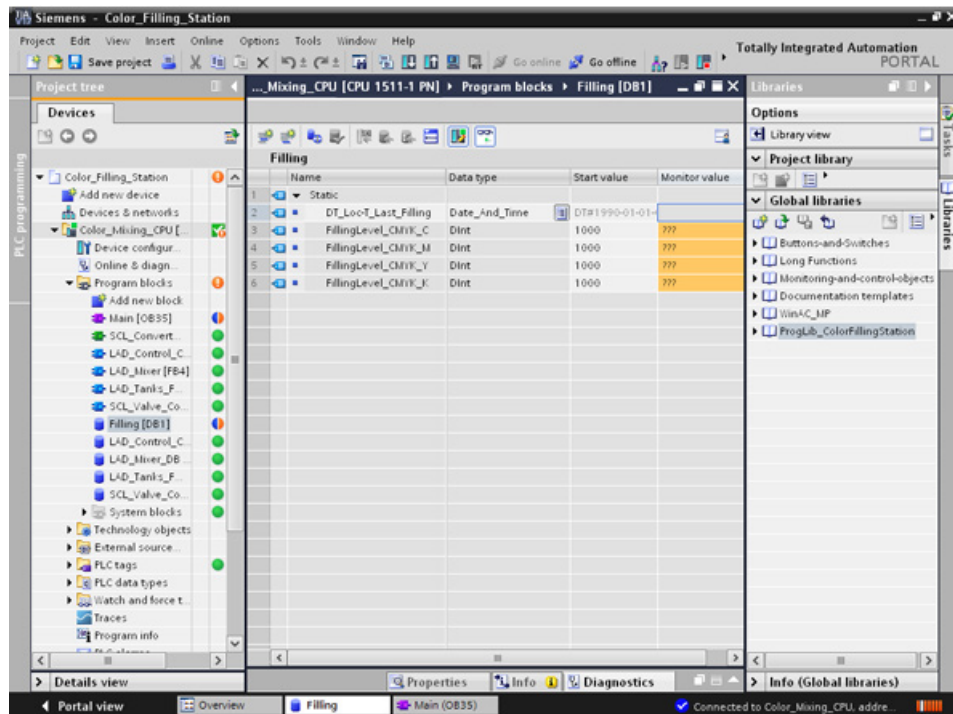 Siemens - Color_Filling_Station
Project Edit View Insert Online Options Tools Window Help
Totally Integrated Automation
PORTAL
Save project
Go online
Go offline
Project tree
..._Mixing_CPU [CPU 1511-1 PN] Program blocks Filling [DB1]
Libraries
Devices
Options
Library view
Filling
Project library
Global libraries
Name Data type Start value Monitor value
1 Static
2 DT_Loc-T_Last_Filling Date_And_Time DT#1990-01-01-
3 FillingLevel_CMYK_C DInt 1000 ???
4 FillingLevel_CMYK_M DInt 1000 ???
5 FillingLevel_CMYK_Y DInt 1000 ???
6 FillingLevel_CMYK_K DInt 1000 ???
Color_Filling_Station
Add new device
Devices & networks
Color_Mixing_CPU [...
Device configur...
Online & diagn...
Program blocks
Add new block
Main [OB35]
SCL_Convert...
LAD_Control_C...
LAD_Mixer [FB4]
LAD_Tanks_F...
SCL_Valve_Co...
Filling [DB1]
LAD_Control_C...
LAD_Mixer_DB...
LAD_Tanks_F...
SCL_Valve_Co...
System blocks
Technology objects
External source...
PLC tags
PLC data types
Watch and force t...
Traces
Program info
Buttons-and-Switches
Long Functions
Monitoring-and-control-objects
Documentation templates
WinAC_MP
ProgLib_ColorFillingStation
PLC programming
Tasks
Libraries
Details view
Properties
Info
Diagnostics
Info (Global libraries)
Portal view
Overview
Filling
Main (OB35)
Connected to Color_Mixing_CPU, addre...